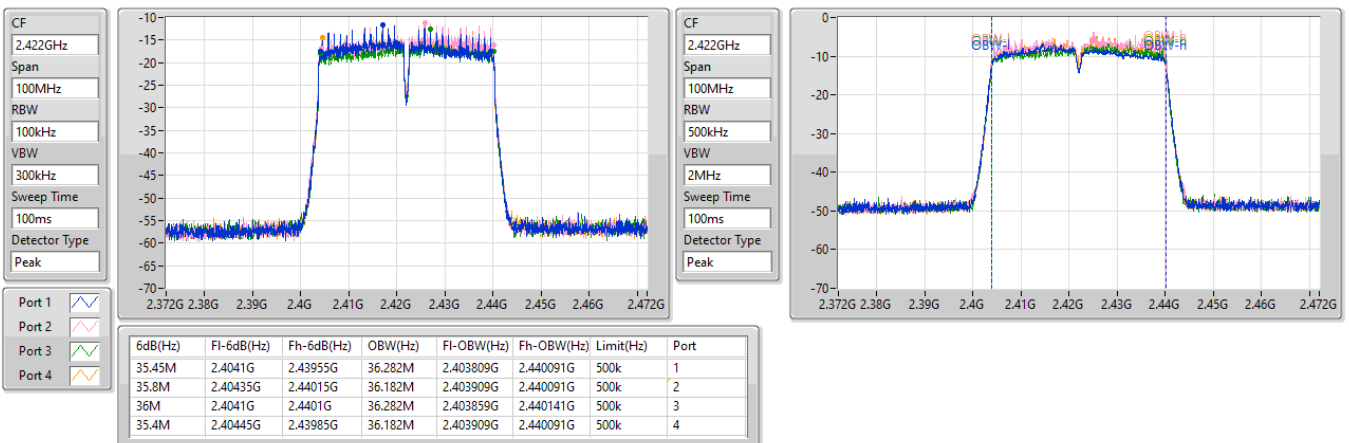 CF
2.422GHz
Span
100MHz
RBW
100kHz
VBW
300kHz
Sweep Time
100ms
Detector Type
Peak
-10
-15
-20
-25
-30
-35
-40
-45
-50
-55
-60
-65
-70
2.372G 2.38G 2.39G 2.4G 2.41G 2.42G 2.43G 2.44G 2.45G 2.46G 2.472G
CF
2.422GHz
Span
100MHz
RBW
500kHz
VBW
2MHz
Sweep Time
100ms
Detector Type
Peak
0
-10
-20
-30
-40
-50
-60
-70
OBW-L OBW-R
2.372G 2.38G 2.39G 2.4G 2.41G 2.42G 2.43G 2.44G 2.45G 2.46G 2.472G
Port 1
Port 2
Port 3
Port 4
6dB(Hz) Fl-6dB(Hz) Fh-6dB(Hz) OBW(Hz) Fl-OBW(Hz) Fh-OBW(Hz) Limit(Hz) Port
35.45M 2.4041G 2.43955G 36.282M 2.403809G 2.440091G 500k 1
35.8M 2.40435G 2.44015G 36.182M 2.403909G 2.440091G 500k 2
36M 2.4041G 2.4401G 36.282M 2.403859G 2.440141G 500k 3
35.4M 2.40445G 2.43985G 36.182M 2.403909G 2.440091G 500k 4